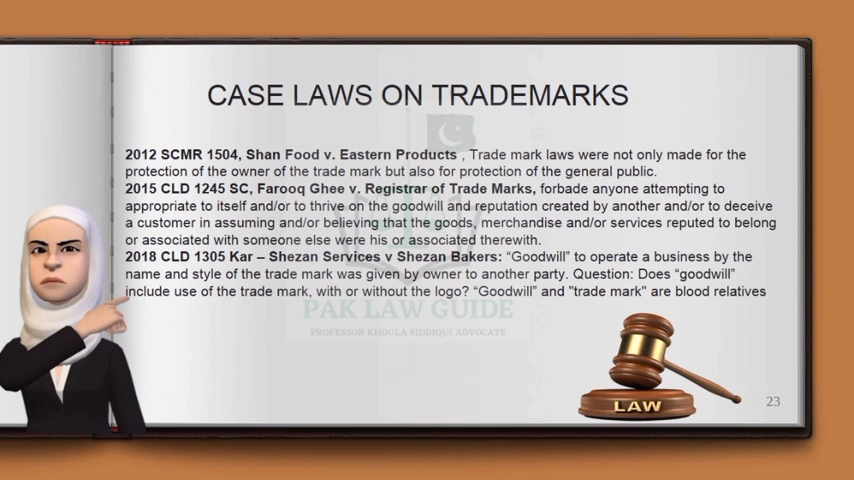 CASE LAWS ON TRADEMARKS
2012 SCMR 1504, Shan Food v. Eastern Products , Trade mark laws were not only made for the
protection of the owner of the trade mark but also for protection of the general public.
2015 CLD 1245 SC, Farooq Ghee v. Registrar of Trade Marks, forbade anyone attempting to
appropriate to itself and/or to thrive on the goodwill and reputation created by another and/or to deceive
a customer in assuming and/or believing that the goods, merchandise and/or services reputed to belong
or associated with someone else were his or associated therewith.
2018 CLD 1305 Kar – Shezan Services v Shezan Bakers: “Goodwill” to operate a business by the
name and style of the trade mark was given by owner to another party. Question: Does “goodwill”
include use of the trade mark, with or without the logo? “Goodwill” and "trade mark" are blood relatives
PAK LAW GUIDE
PROFESSOR KHOULA SIDDIQUI ADVOCATE
LAW
23